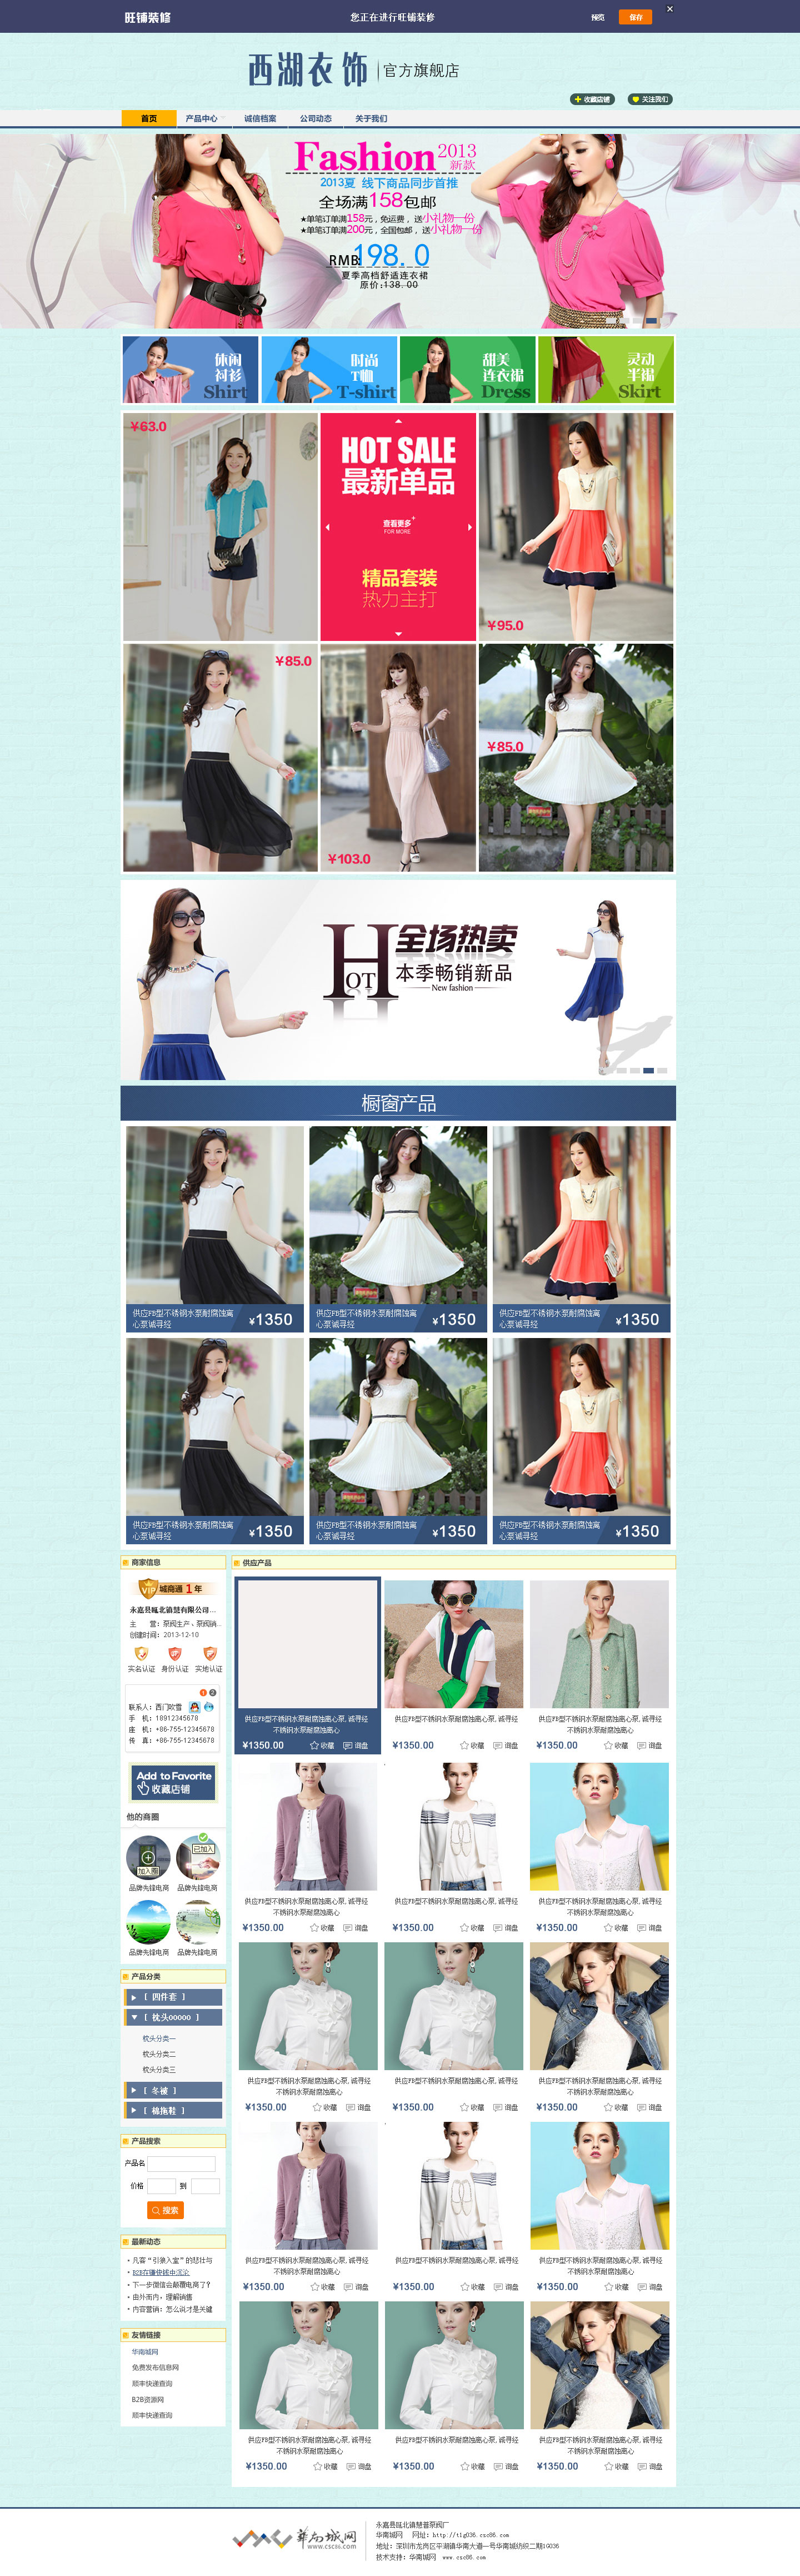 旺铺装修
您正在进行旺铺装修
预览
保存
西湖衣饰
官方旗舰店
收藏店铺
关注我们
首页
产品中心
诚信档案
公司动态
关于我们
Fashion 2013
新款
2013夏 线下商品同步首推
全场满158包邮
★单笔订单满158元，免运费，送小礼物一份
★单笔订单满200元，全国包邮，送小礼物一份
RMB:198.0
夏季高档舒适连衣裙
原价:138.00
休闲
衬衫
Shirt
时尚
T恤
T-shirt
甜美
连衣裙
Dress
灵动
半裙
Skirt
¥63.0
HOT SALE
最新单品
查看更多+
FOR MORE
精品套装
热力主打
¥95.0
¥85.0
¥103.0
¥85.0
HOT
全场热卖
本季畅销新品
New fashion
橱窗产品
供应FB型不锈钢水泵耐腐蚀离
心泵诚寻经
¥1350
供应FB型不锈钢水泵耐腐蚀离
心泵诚寻经
¥1350
供应FB型不锈钢水泵耐腐蚀离
心泵诚寻经
¥1350
供应FB型不锈钢水泵耐腐蚀离
心泵诚寻经
¥1350
供应FB型不锈钢水泵耐腐蚀离
心泵诚寻经
¥1350
供应FB型不锈钢水泵耐腐蚀离
心泵诚寻经
¥1350
商家信息
VIP
城商通 1 年
永嘉县瓯北镇慧有限公司...
主 营：泵阀生产、泵阀销...
创建时间：2013-12-10
实名认证
身份认证
实地认证
1 2
联系人：西门吹雪
手 机：18912345678
座 机：+86-755-12345678
传 真：+86-755-12345678
Add to Favorite
收藏店铺
他的商圈
加入圈
已加入
品牌先锋电商
品牌先锋电商
品牌先锋电商
品牌先锋电商
产品分类
[ 四件套 ]
[ 枕头00000 ]
枕头分类一
枕头分类二
枕头分类三
[ 冬被 ]
[ 棉拖鞋 ]
产品搜索
产品名
价格
到
搜索
最新动态
凡客“引狼入室”的悲壮与
B2B在赚快钱中沉沦
下一步微信会颠覆电商了？
由外而内，理解销售
内容营销：怎么说才是关键
友情链接
华南城网
免费发布信息网
顺丰快递查询
B2B资源网
顺丰快递查询
供应产品
供应FB型不锈钢水泵耐腐蚀离心泵,诚寻经
不锈钢水泵耐腐蚀离心
¥1350.00 收藏 询盘
供应FB型不锈钢水泵耐腐蚀离心泵,诚寻经
¥1350.00 收藏 询盘
供应FB型不锈钢水泵耐腐蚀离心泵,诚寻经
不锈钢水泵耐腐蚀离心
¥1350.00 收藏 询盘
供应FB型不锈钢水泵耐腐蚀离心泵,诚寻经
不锈钢水泵耐腐蚀离心
¥1350.00 收藏 询盘
供应FB型不锈钢水泵耐腐蚀离心泵,诚寻经
¥1350.00 收藏 询盘
供应FB型不锈钢水泵耐腐蚀离心泵,诚寻经
不锈钢水泵耐腐蚀离心
¥1350.00 收藏 询盘
供应FB型不锈钢水泵耐腐蚀离心泵,诚寻经
不锈钢水泵耐腐蚀离心
¥1350.00 收藏 询盘
供应FB型不锈钢水泵耐腐蚀离心泵,诚寻经
¥1350.00 收藏 询盘
供应FB型不锈钢水泵耐腐蚀离心泵,诚寻经
不锈钢水泵耐腐蚀离心
¥1350.00 收藏 询盘
供应FB型不锈钢水泵耐腐蚀离心泵,诚寻经
不锈钢水泵耐腐蚀离心
¥1350.00 收藏 询盘
供应FB型不锈钢水泵耐腐蚀离心泵,诚寻经
¥1350.00 收藏 询盘
供应FB型不锈钢水泵耐腐蚀离心泵,诚寻经
不锈钢水泵耐腐蚀离心
¥1350.00 收藏 询盘
供应FB型不锈钢水泵耐腐蚀离心泵,诚寻经
不锈钢水泵耐腐蚀离心
¥1350.00 收藏 询盘
供应FB型不锈钢水泵耐腐蚀离心泵,诚寻经
¥1350.00 收藏 询盘
供应FB型不锈钢水泵耐腐蚀离心泵,诚寻经
不锈钢水泵耐腐蚀离心
¥1350.00 收藏 询盘
华南城网
www.csc86.com
永嘉县瓯北镇慧普泵阀厂
华南城网 网址：http://tlg036.csc86.com
地址：深圳市龙岗区平湖镇华南大道一号华南城纺织二期1G036
技术支持：华南城网 www.csc86.com